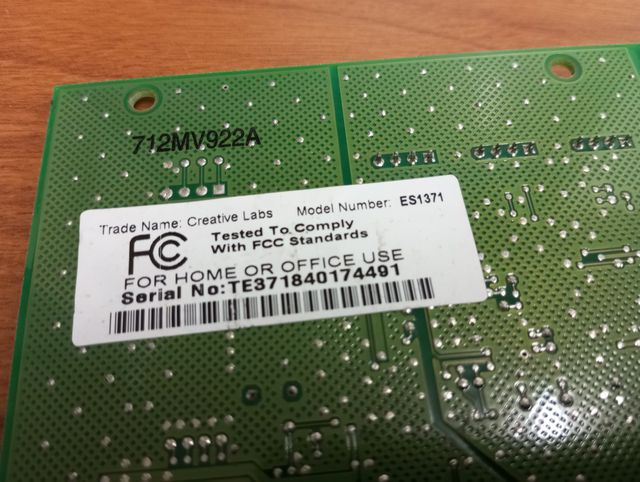 712MV922A
Trade Name: Creative Labs Model Number: ES1371
FC Tested To Comply
With FCC Standards
FOR HOME OR OFFICE USE
Serial No:TE371840174491